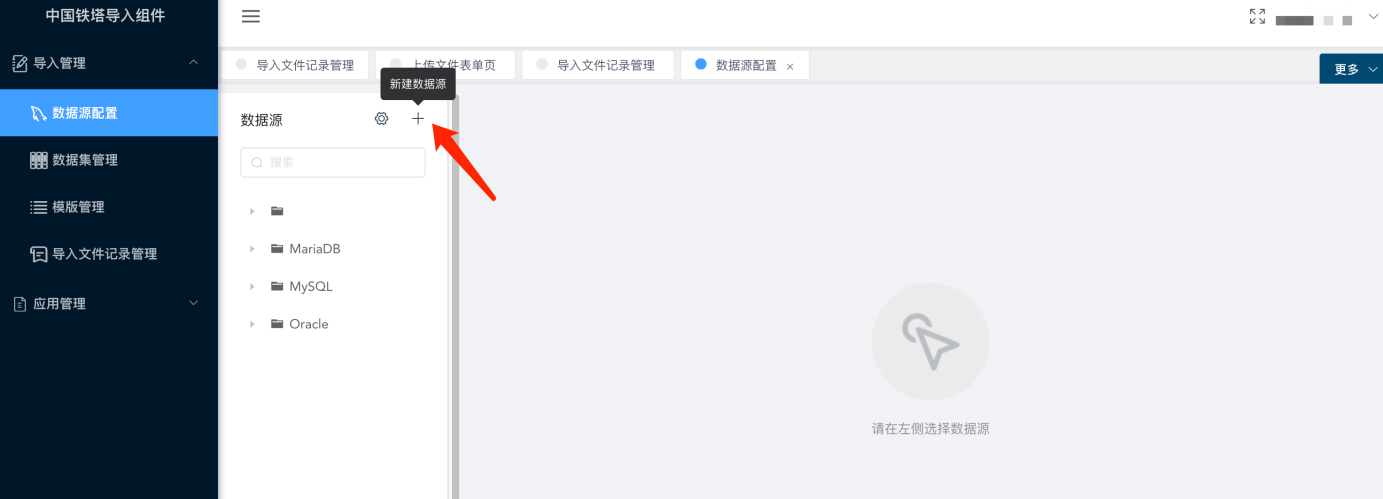 中国铁塔导入组件
导入管理
数据源配置
数据集管理
模版管理
导入文件记录管理
应用管理
导入文件记录管理
上传文件表单页
导入文件记录管理
数据源配置 ×
更多
新建数据源
数据源
搜索
MariaDB
MySQL
Oracle
请在左侧选择数据源